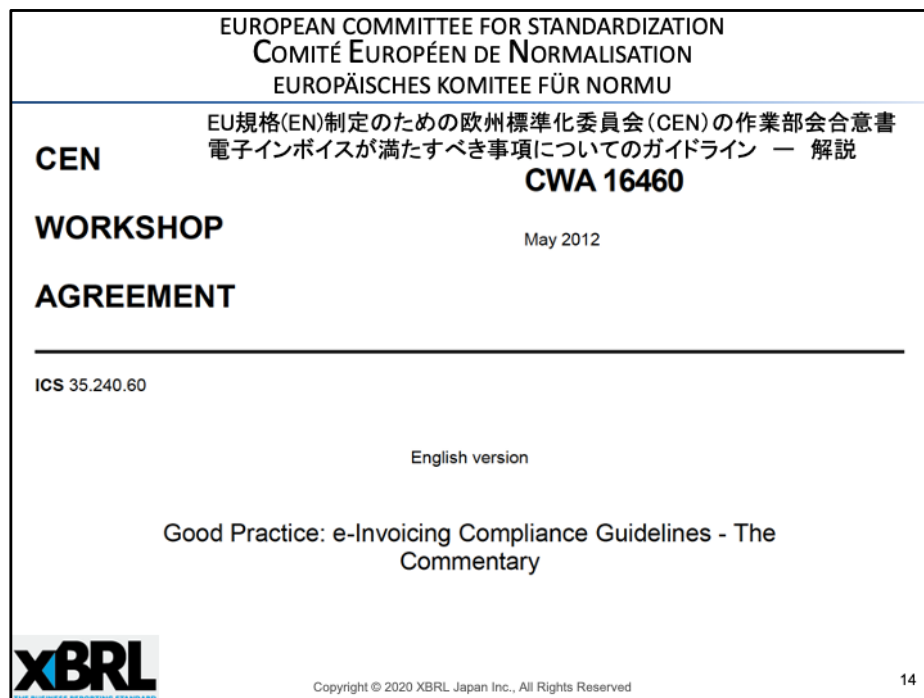 EUROPEAN COMMITTEE FOR STANDARDIZATION
COMITÉ EUROPÉEN DE NORMALISATION
EUROPÄISCHES KOMITEE FÜR NORMU
EU規格(EN)制定のための欧州標準化委員会(CEN)の作業部会合意書
電子インボイスが満たすべき事項についてのガイドライン ー 解説
CEN
CWA 16460
WORKSHOP
May 2012
AGREEMENT
ICS 35.240.60
English version
Good Practice: e-Invoicing Compliance Guidelines - The
Commentary
XBRL
THE BUSINESS REPORTING STANDARD
Copyright © 2020 XBRL Japan Inc., All Rights Reserved
14